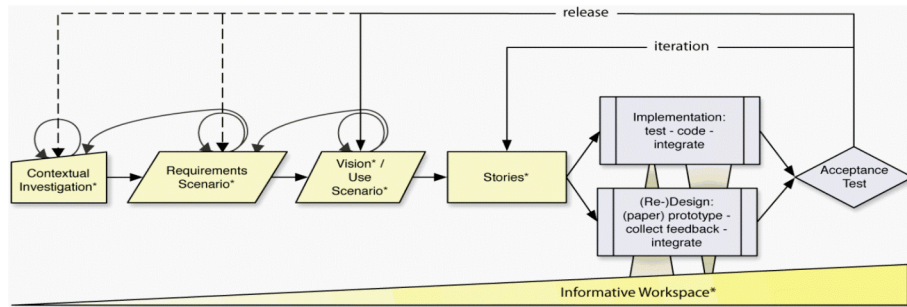 release
iteration
Contextual
Investigation*
Requirements
Scenario*
Vision* /
Use
Scenario*
Stories*
Implementation:
test - code -
integrate
(Re-)Design:
(paper) prototype -
collect feedback -
integrate
Acceptance
Test
Informative Workspace*